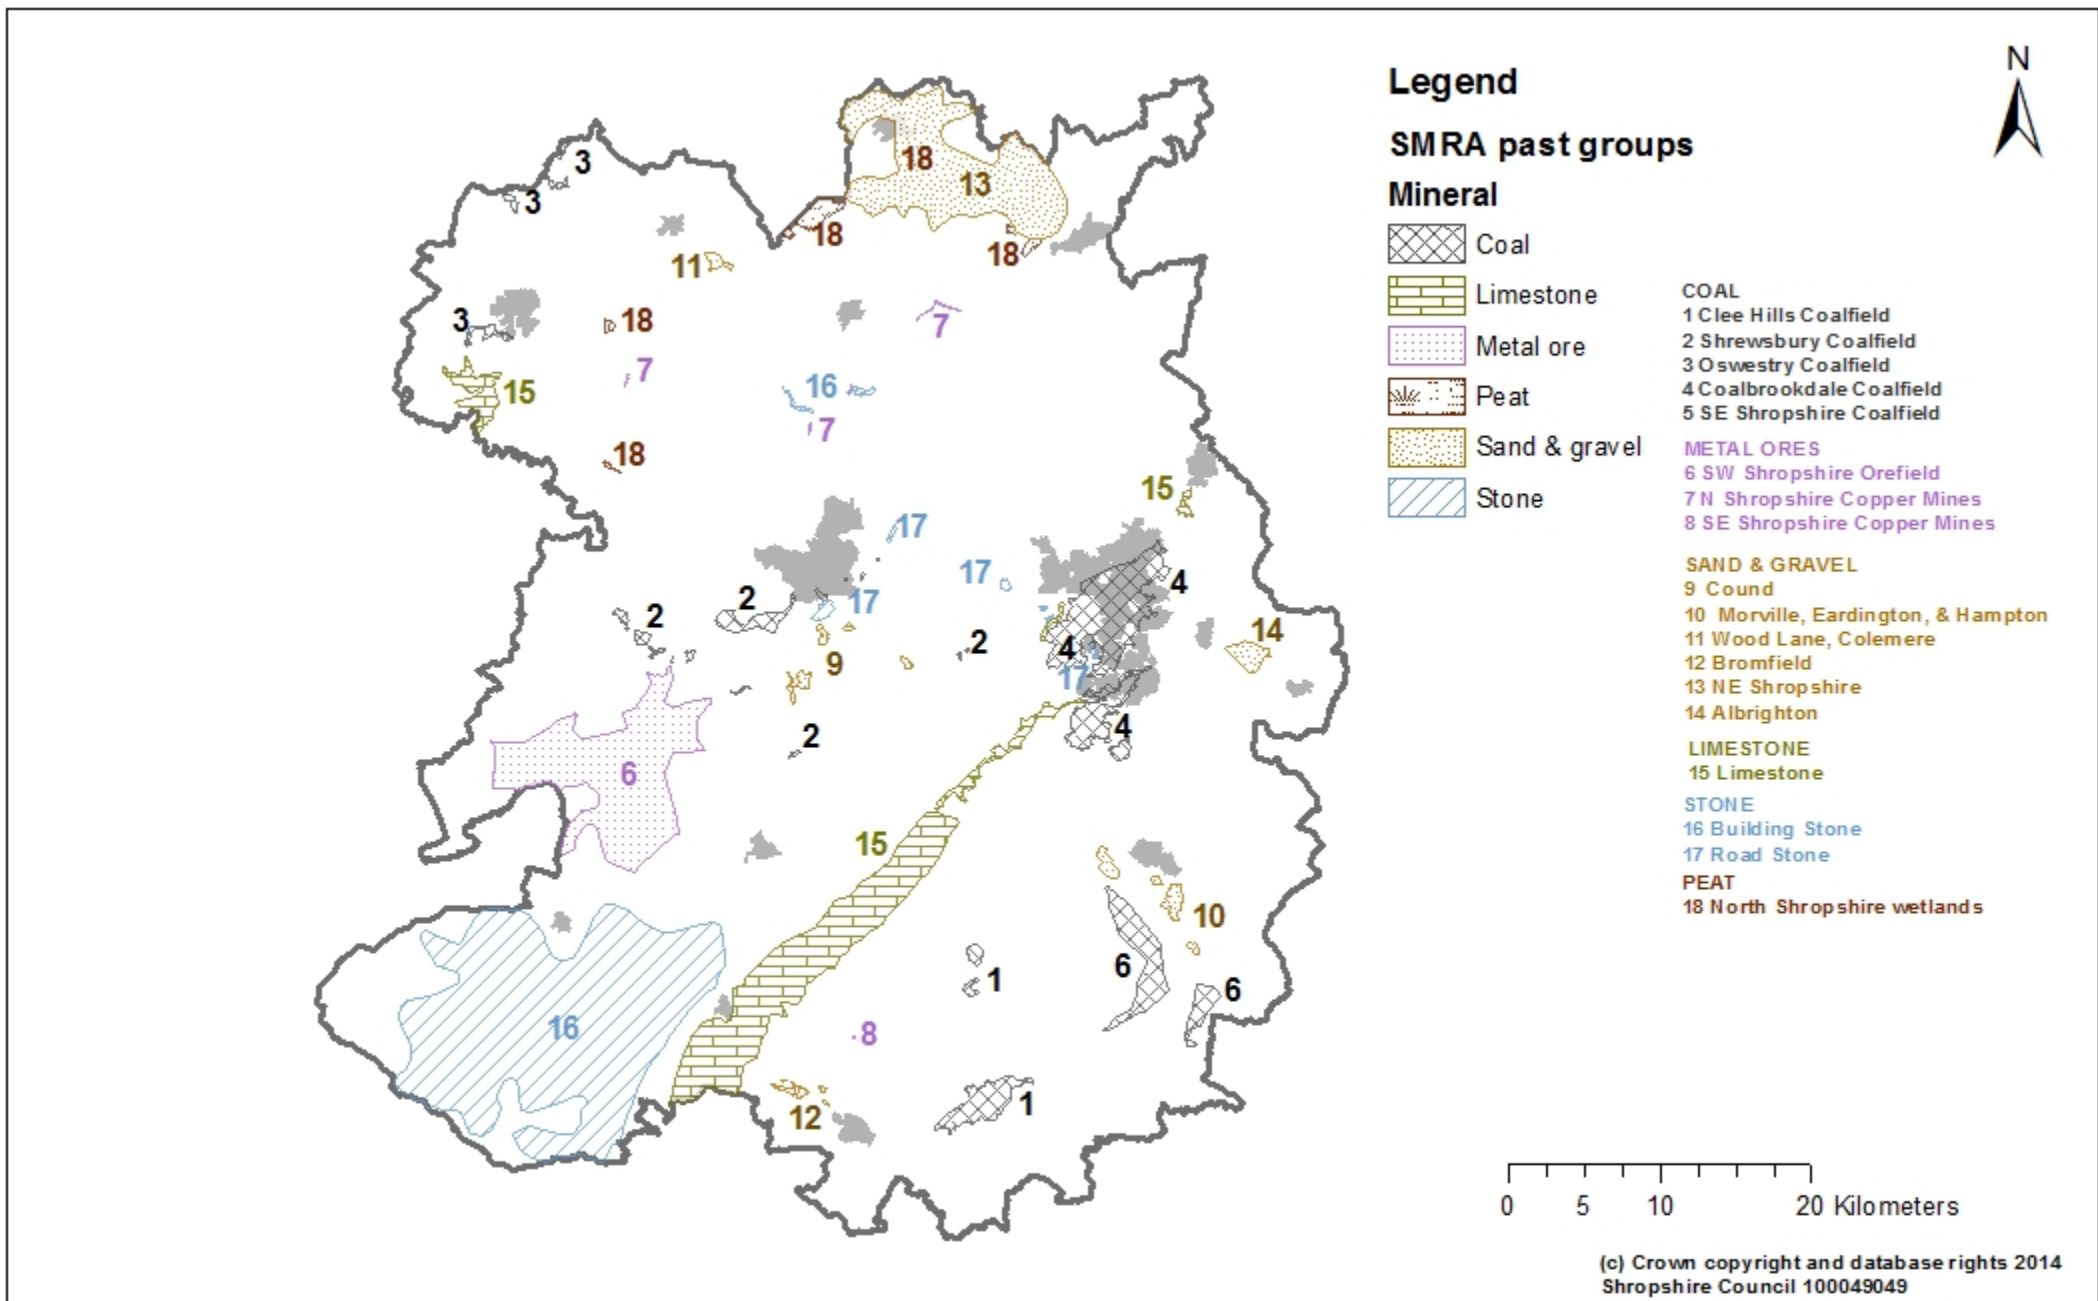 N
Legend
SMRA past groups
Mineral
Coal
Limestone
Metal ore
Peat
Sand & gravel
Stone
COAL
1 Clee Hills Coalfield
2 Shrewsbury Coalfield
3 Oswestry Coalfield
4 Coalbrookdale Coalfield
5 SE Shropshire Coalfield
METAL ORES
6 SW Shropshire Orefield
7 N Shropshire Copper Mines
8 SE Shropshire Copper Mines
SAND & GRAVEL
9 Cound
10 Morville, Eardington, & Hampton
11 Wood Lane, Colemere
12 Bromfield
13 NE Shropshire
14 Albrighton
LIMESTONE
15 Limestone
STONE
16 Building Stone
17 Road Stone
PEAT
18 North Shropshire wetlands
3
18
13
3
18
18
11
3
18
7
7
15
16
7
18
15
17
17
4
2
2
17
14
2
4
9
17
4
2
6
15
10
6
1
6
16
8
1
12
0 5 10 20 Kilometers
(c) Crown copyright and database rights 2014
Shropshire Council 100049049